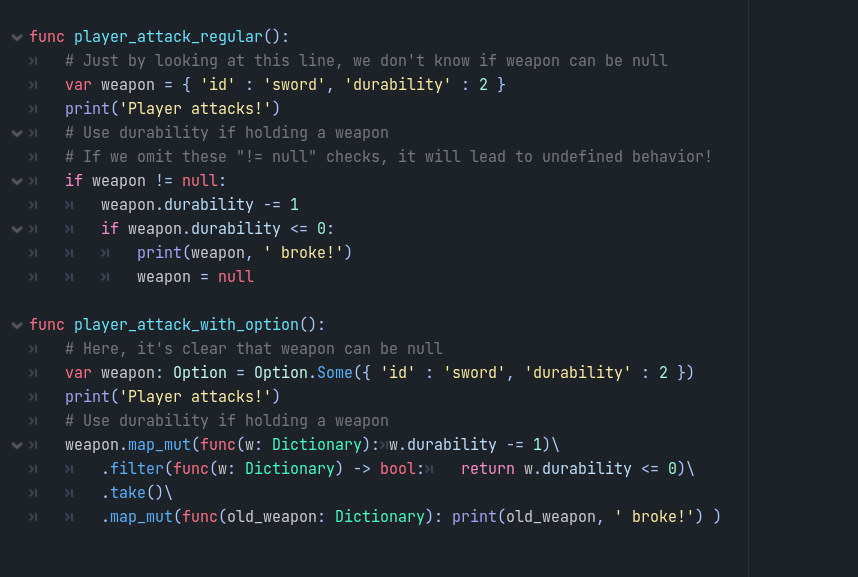 func player_attack_regular():
    # Just by looking at this line, we don't know if weapon can be null
    var weapon = { 'id' : 'sword', 'durability' : 2 }
    print('Player attacks!')
    # Use durability if holding a weapon
    # If we omit these "!= null" checks, it will lead to undefined behavior!
    if weapon != null:
        weapon.durability -= 1
        if weapon.durability <= 0:
            print(weapon, ' broke!')
            weapon = null

func player_attack_with_option():
    # Here, it's clear that weapon can be null
    var weapon: Option = Option.Some({ 'id' : 'sword', 'durability' : 2 })
    print('Player attacks!')
    # Use durability if holding a weapon
    weapon.map_mut(func(w: Dictionary): w.durability -= 1)\
        .filter(func(w: Dictionary) -> bool:    return w.durability <= 0)\
        .take()\
        .map_mut(func(old_weapon: Dictionary): print(old_weapon, ' broke!') )